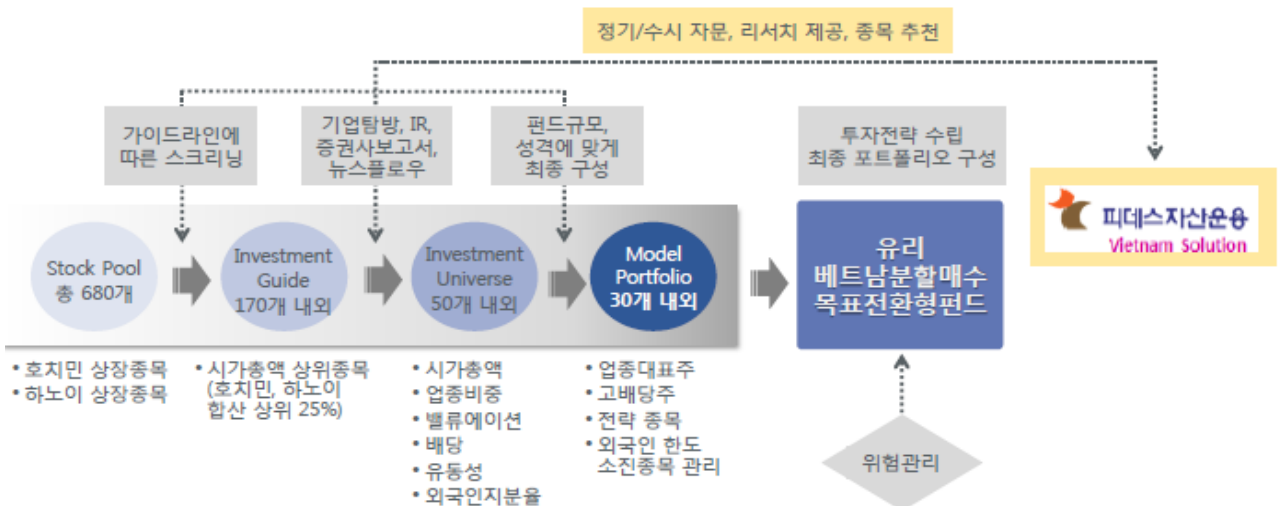 정기/수시 자문, 리서치 제공, 종목 추천
가이드라인에
따른 스크리닝
기업탐방, IR,
증권사보고서,
뉴스플로우
펀드규모,
성격에 맞게
최종 구성
투자전략 수립
최종 포트폴리오 구성
피데스자산운용
Vietnam Solution
Stock Pool
총 680개
Investment
Guide
170개 내외
Investment
Universe
50개 내외
Model
Portfolio
30개 내외
유리
베트남분할매수
목표전환형펀드
• 호치민 상장종목
• 하노이 상장종목
• 시가총액 상위종목
(호치민, 하노이
합산 상위 25%)
• 시가총액
• 업종비중
• 밸류에이션
• 배당
• 유동성
• 외국인지분율
• 업종대표주
• 고배당주
• 전략 종목
• 외국인 한도
소진종목 관리
위험관리